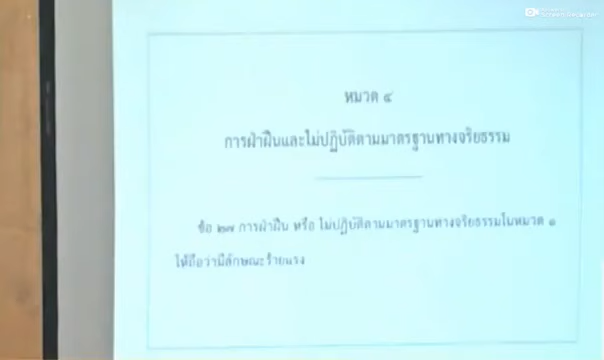 Screen Recorder
หมวด ๔
การฝ่าฝืนและไม่ปฏิบัติตามมาตรฐานทางจริยธรรม
ข้อ ๒๗ การฝ่าฝืน หรือ ไม่ปฏิบัติตามมาตรฐานทางจริยธรรมในหมวด ๑
ให้ถือว่ามีลักษณะร้ายแรง